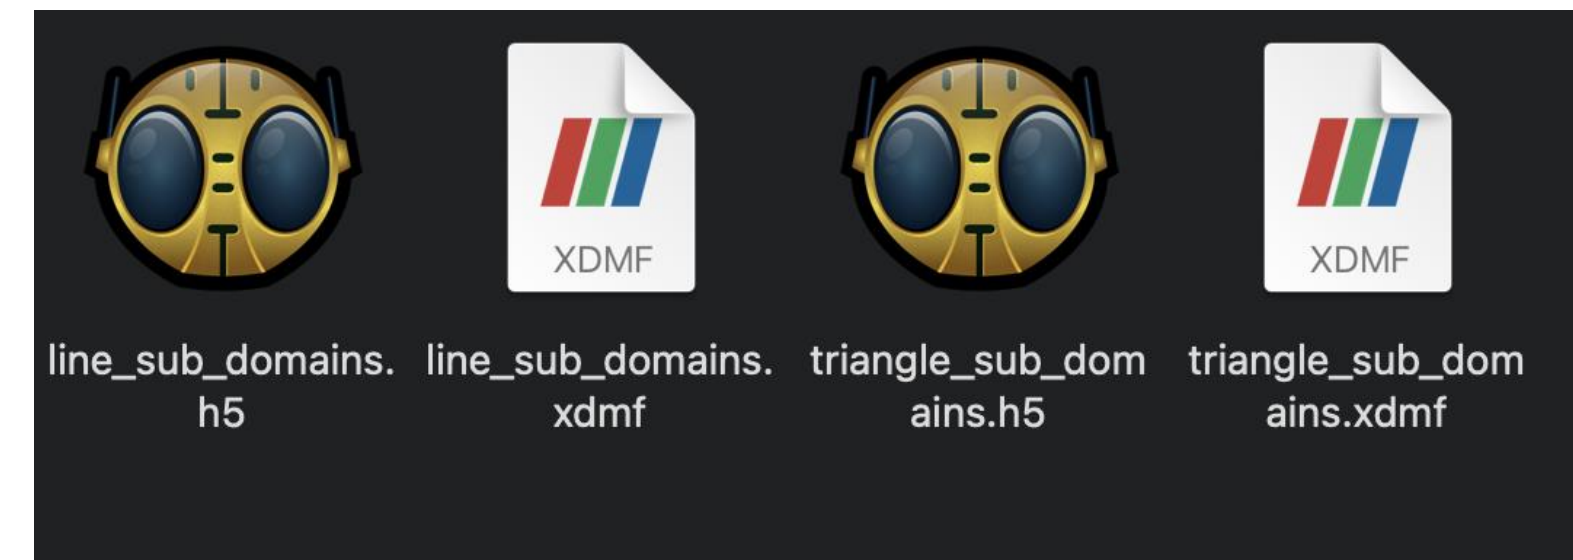 XDMF
XDMF
line_sub_domains.
h5
line_sub_domains.
xdmf
triangle_sub_dom
ains.h5
triangle_sub_dom
ains.xdmf